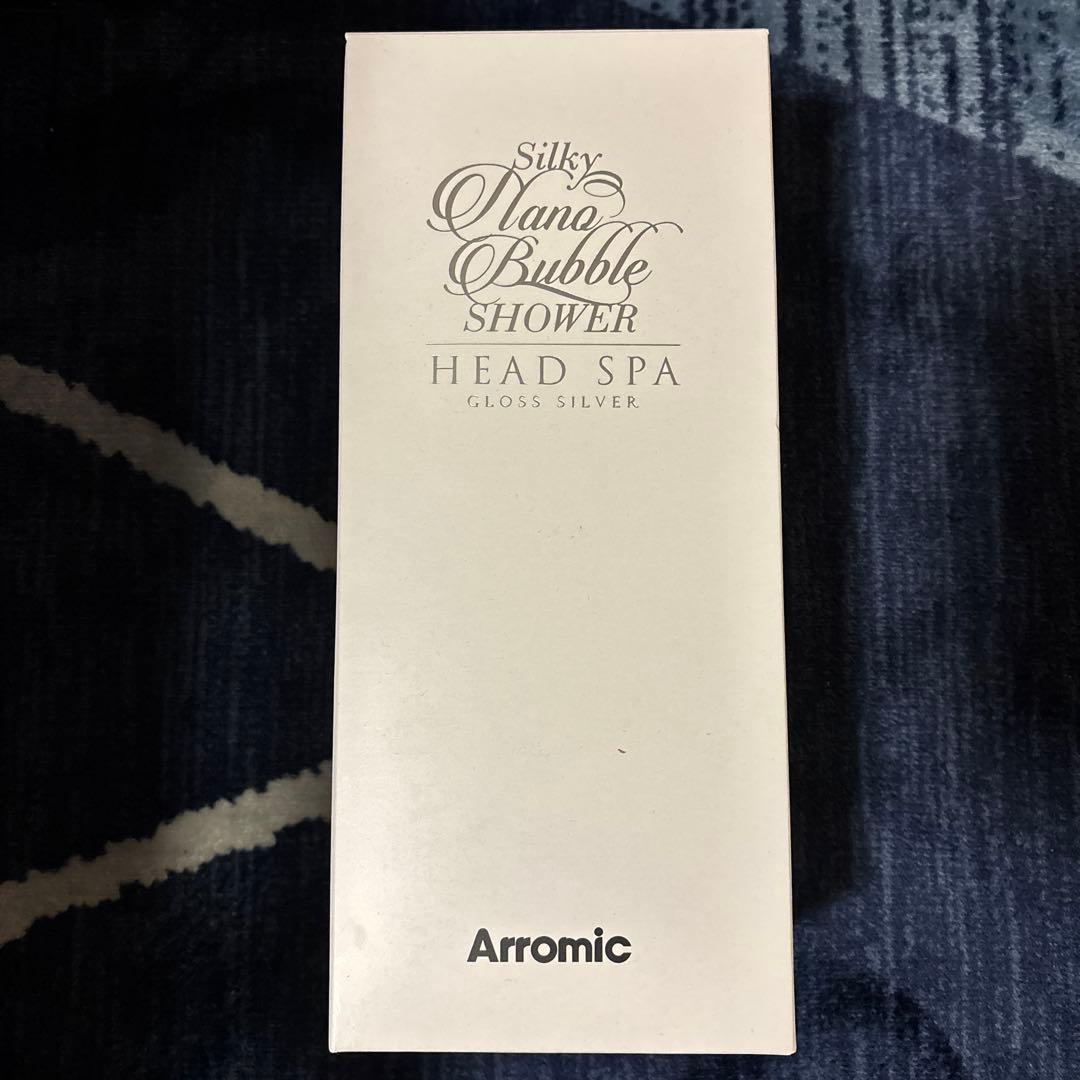 Silky
Nano
Bubble
SHOWER
HEAD SPA
GLOSS SILVER
Arromic